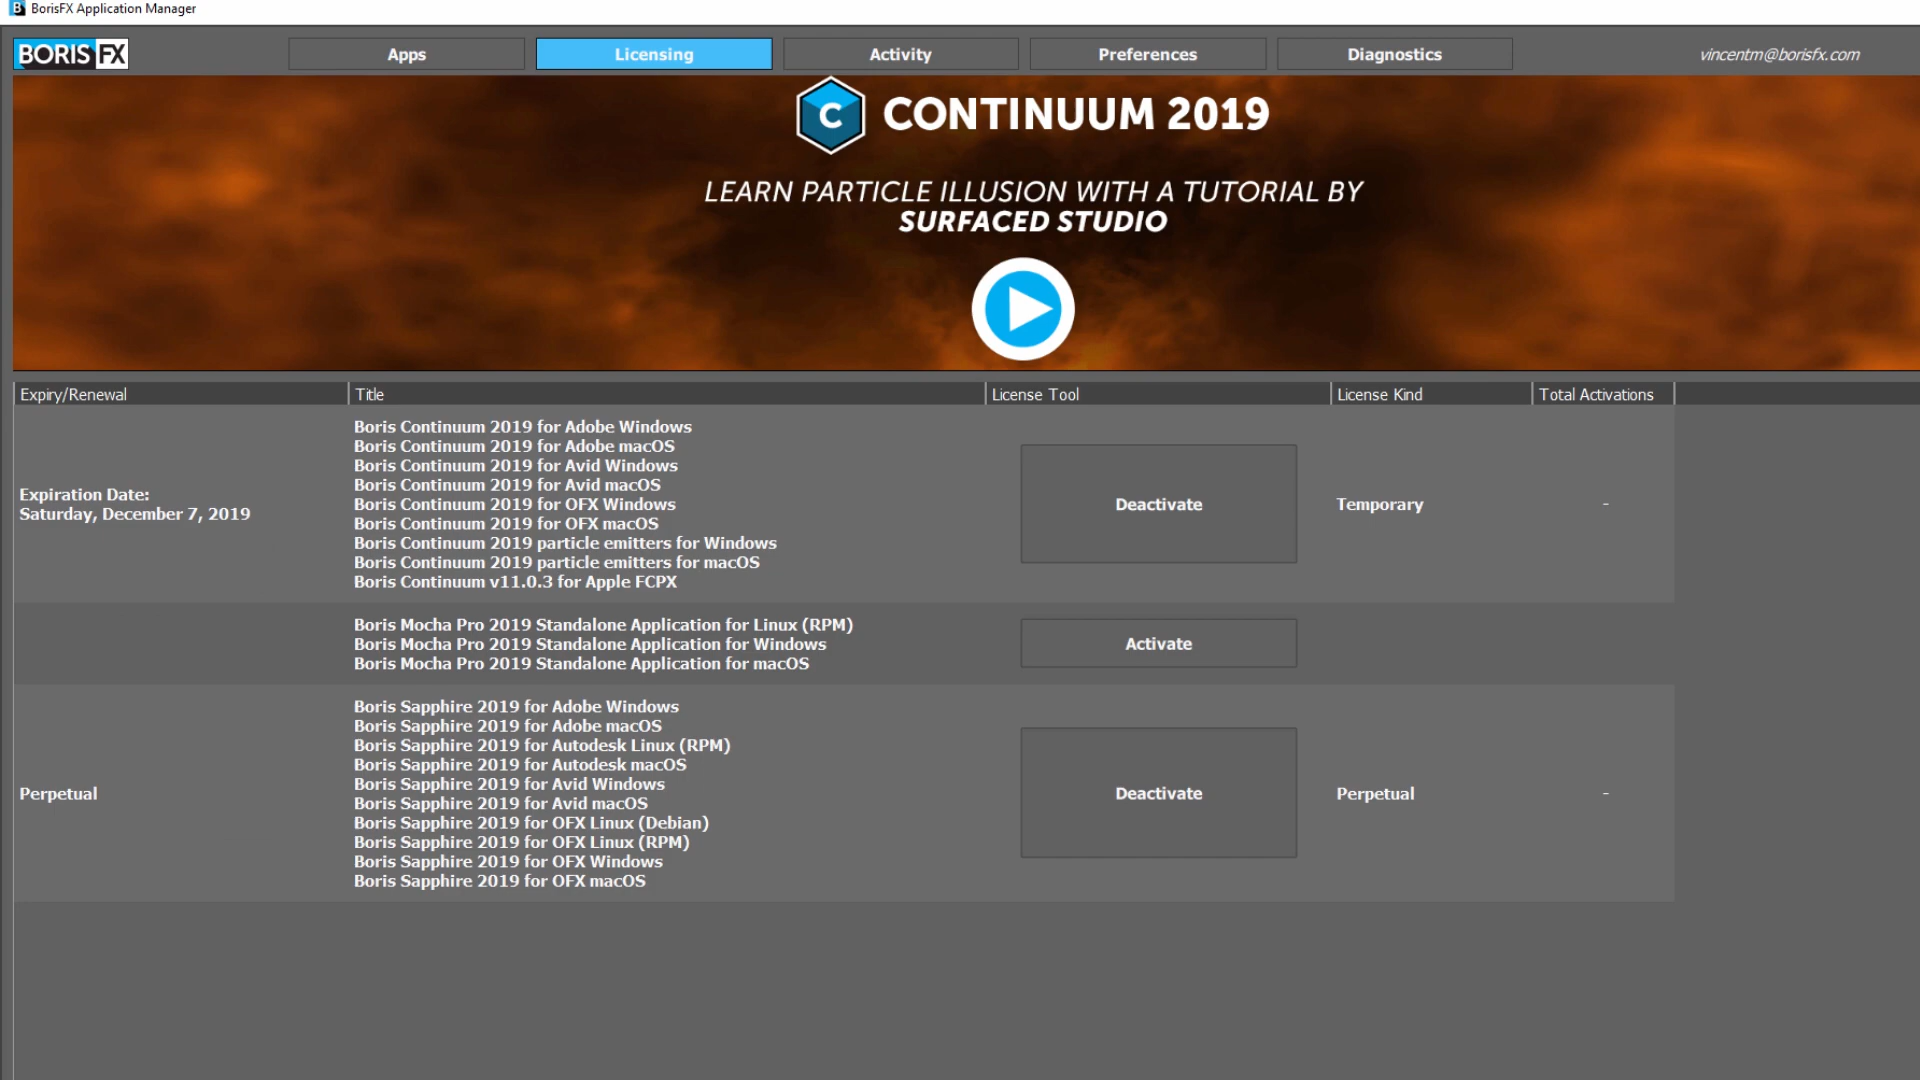 BorisFX Application Manager
BORIS FX
Apps
Licensing
Activity
Preferences
Diagnostics
vincentm@borisfx.com
C CONTINUUM 2019
LEARN PARTICLE ILLUSION WITH A TUTORIAL BY
SURFACED STUDIO
Expiry/Renewal
Title
License Tool
License Kind
Total Activations
Expiration Date:
Saturday, December 7, 2019
Boris Continuum 2019 for Adobe Windows
Boris Continuum 2019 for Adobe macOS
Boris Continuum 2019 for Avid Windows
Boris Continuum 2019 for Avid macOS
Boris Continuum 2019 for OFX Windows
Boris Continuum 2019 for OFX macOS
Boris Continuum 2019 particle emitters for Windows
Boris Continuum 2019 particle emitters for macOS
Boris Continuum v11.0.3 for Apple FCPX
Deactivate
Temporary
-
Boris Mocha Pro 2019 Standalone Application for Linux (RPM)
Boris Mocha Pro 2019 Standalone Application for Windows
Boris Mocha Pro 2019 Standalone Application for macOS
Activate
Perpetual
Boris Sapphire 2019 for Adobe Windows
Boris Sapphire 2019 for Adobe macOS
Boris Sapphire 2019 for Autodesk Linux (RPM)
Boris Sapphire 2019 for Autodesk macOS
Boris Sapphire 2019 for Avid Windows
Boris Sapphire 2019 for Avid macOS
Boris Sapphire 2019 for OFX Linux (Debian)
Boris Sapphire 2019 for OFX Linux (RPM)
Boris Sapphire 2019 for OFX Windows
Boris Sapphire 2019 for OFX macOS
Deactivate
Perpetual
-